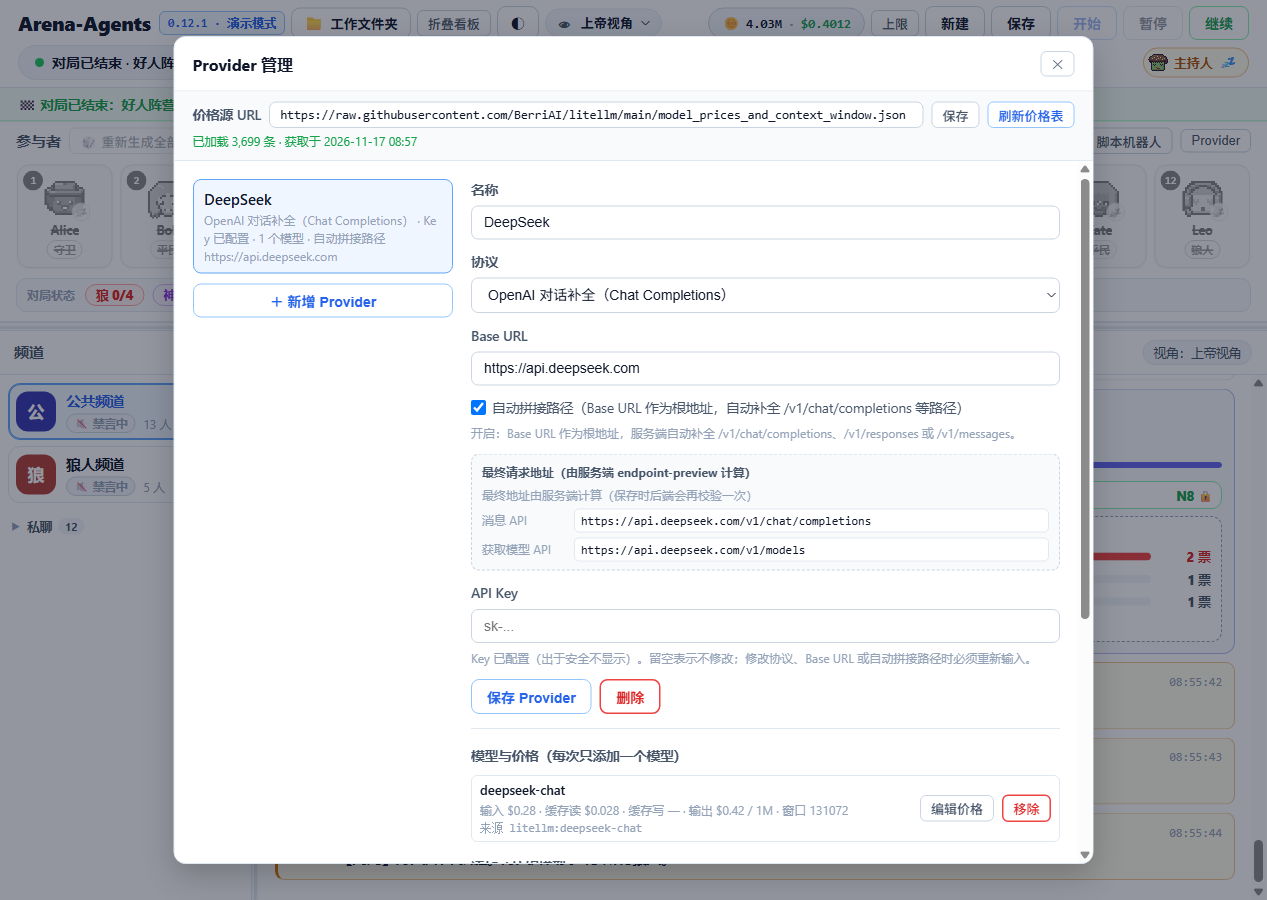 Arena-Agents
0.12.1 · 演示模式
工作文件夹
折叠看板
上帝视角
4.03M · $0.4012
上限
新建
保存
开始
暂停
继续
对局已结束 · 好人阵
主持人
对局已结束：好人阵营
参与者
重新生成全部
脚本机器人
Provider
1
Alice
守卫
2
Bo
平民
ate
民
12
Leo
狼人
对局状态
狼 0/4
神
频道
视角：上帝视角
公
公共频道
禁言中
13 人
狼
狼人频道
禁言中
5 人
私聊 12
N8
2 票
1 票
1 票
08:55:42
08:55:43
08:55:44
Provider 管理
价格源 URL
https://raw.githubusercontent.com/BerriAI/litellm/main/model_prices_and_context_window.json
保存
刷新价格表
已加载 3,699 条 · 获取于 2026-11-17 08:57
DeepSeek
OpenAI 对话补全（Chat Completions） · Ke
y 已配置 · 1 个模型 · 自动拼接路径
https://api.deepseek.com
＋ 新增 Provider
名称
DeepSeek
协议
OpenAI 对话补全（Chat Completions）
Base URL
https://api.deepseek.com
自动拼接路径（Base URL 作为根地址，自动补全 /v1/chat/completions 等路径）
开启：Base URL 作为根地址，服务端自动补全 /v1/chat/completions、/v1/responses 或 /v1/messages。
最终请求地址（由服务端 endpoint-preview 计算）
最终地址由服务端计算（保存时后端会再校验一次）
消息 API
https://api.deepseek.com/v1/chat/completions
获取模型 API
https://api.deepseek.com/v1/models
API Key
sk-...
Key 已配置（出于安全不显示）。留空表示不修改；修改协议、Base URL 或自动拼接路径时必须重新输入。
保存 Provider
删除
模型与价格（每次只添加一个模型）
deepseek-chat
输入 $0.28 · 缓存读 $0.028 · 缓存写 — · 输出 $0.42 / 1M · 窗口 131072
来源 litellm:deepseek-chat
编辑价格
移除